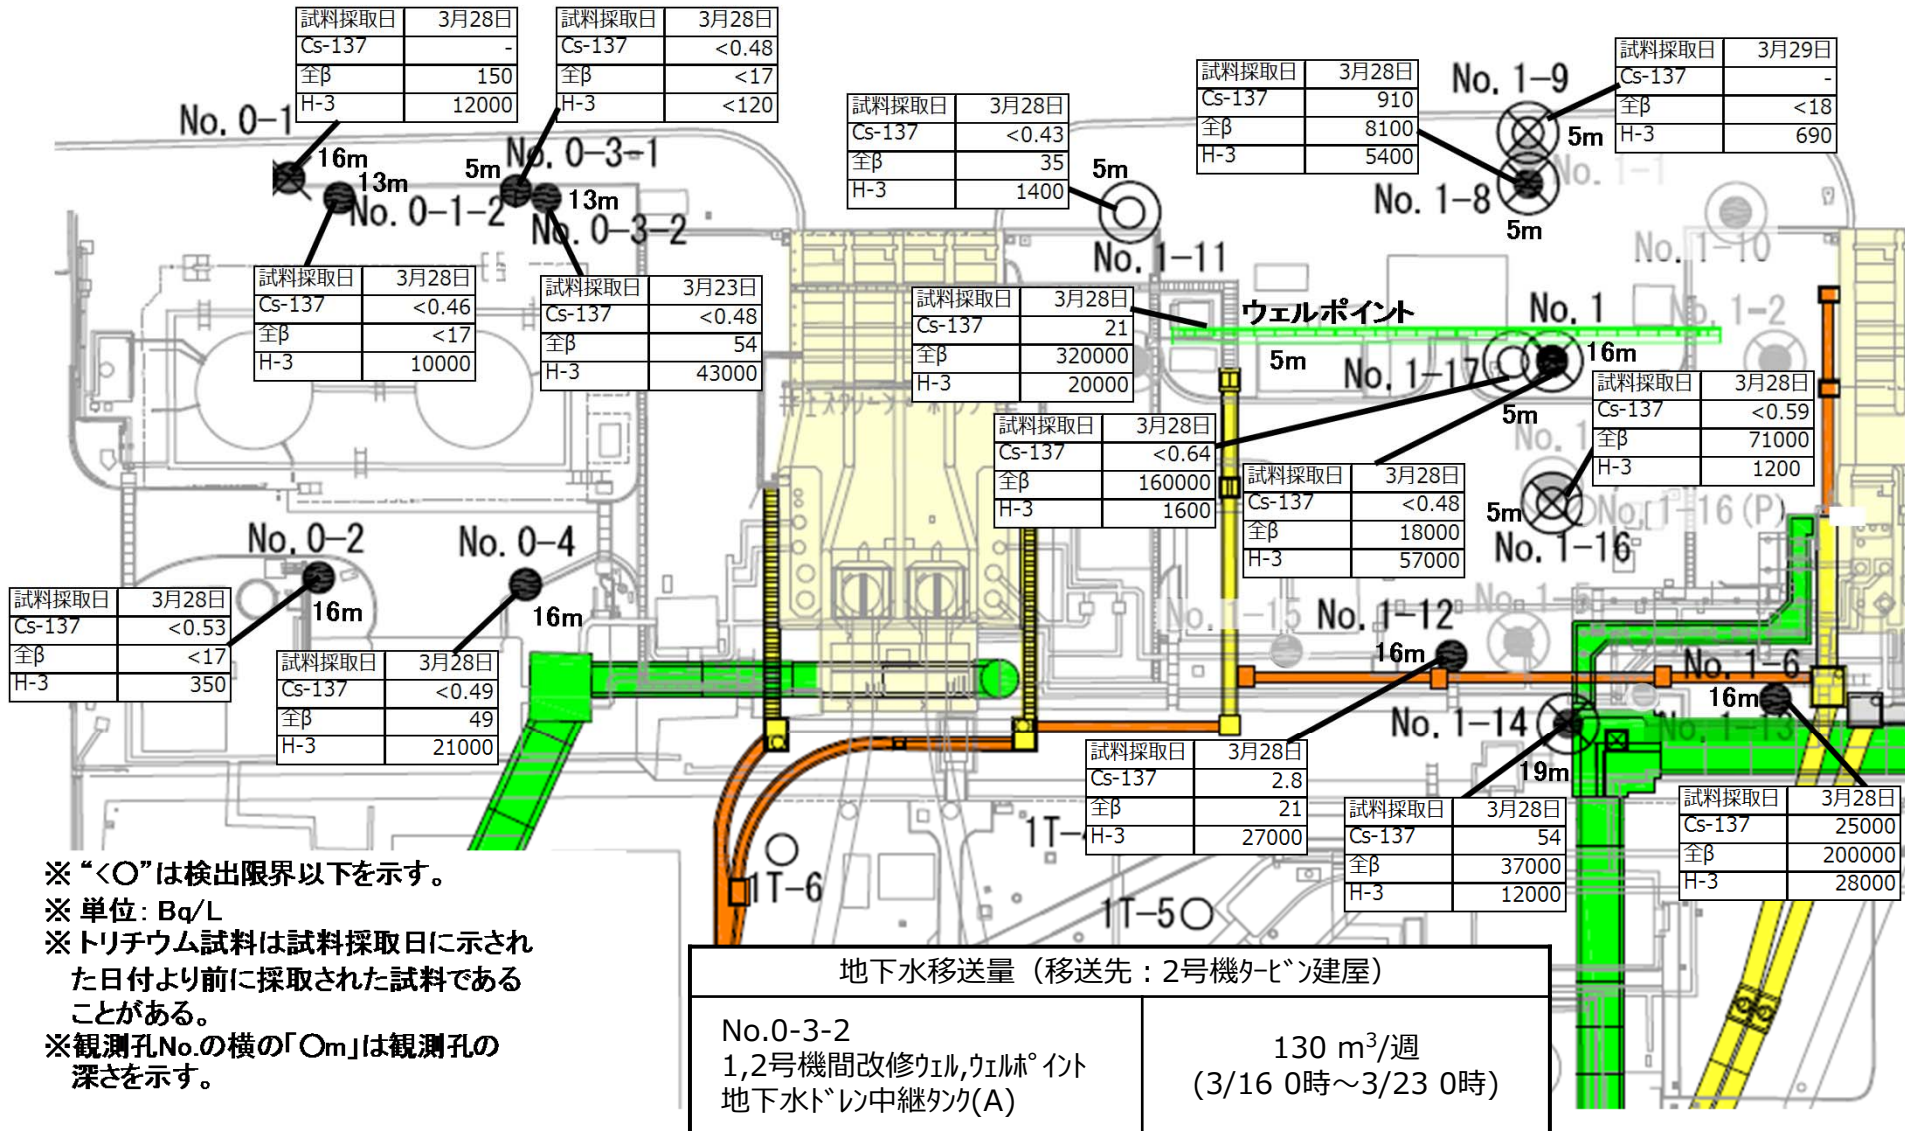 試料採取日 3月28日
Cs-137 -
全β 150
H-3 12000
試料採取日 3月28日
Cs-137 <0.48
全β <17
H-3 <120
試料採取日 3月28日
Cs-137 <0.43
全β 35
H-3 1400
試料採取日 3月28日
Cs-137 910
全β 8100
H-3 5400
試料採取日 3月29日
Cs-137 -
全β <18
H-3 690
No. 0-1
16m
13m
No. 0-1-2
5m
No. 0-3-1
13m
No. 0-3-2
5m
No. 1-11
No. 1-9
5m
No. 1-1
No. 1-8
5m
No. 1-10
試料採取日 3月28日
Cs-137 <0.46
全β <17
H-3 10000
試料採取日 3月23日
Cs-137 <0.48
全β 54
H-3 43000
試料採取日 3月28日
Cs-137 21
全β 320000
H-3 20000
ウェルポイント
5m
No. 1
16m
No. 1-2
No. 1-17
5m
試料採取日 3月28日
Cs-137 <0.59
全β 71000
H-3 1200
試料採取日 3月28日
Cs-137 <0.64
全β 160000
H-3 1600
試料採取日 3月28日
Cs-137 <0.48
全β 18000
H-3 57000
5m
No. 1-16(P)
No. 1-16
No. 0-2
16m
No. 0-4
16m
試料採取日 3月28日
Cs-137 <0.53
全β <17
H-3 350
試料採取日 3月28日
Cs-137 <0.49
全β 49
H-3 21000
No. 1-15
No. 1-12
16m
No. 1-5
No. 1-6
16m
No. 1-14
19m
No. 1-13
試料採取日 3月28日
Cs-137 2.8
全β 21
H-3 27000
試料採取日 3月28日
Cs-137 54
全β 37000
H-3 12000
試料採取日 3月28日
Cs-137 25000
全β 200000
H-3 28000
1T-6
1T-5
※ “<〇”は検出限界以下を示す。
※ 単位: Bq/L
※トリチウム試料は試料採取日に示され
た日付より前に採取された試料である
ことがある。
※観測孔No.の横の「〇m」は観測孔の
深さを示す。
地下水移送量（移送先：2号機ﾀｰﾋﾞﾝ建屋）
No.0-3-2
1,2号機間改修ｳｪﾙ,ｳｪﾙﾎﾟｲﾝﾄ
地下水ﾄﾞﾚﾝ中継ﾀﾝｸ(A)
130 m³/週
(3/16 0時～3/23 0時)